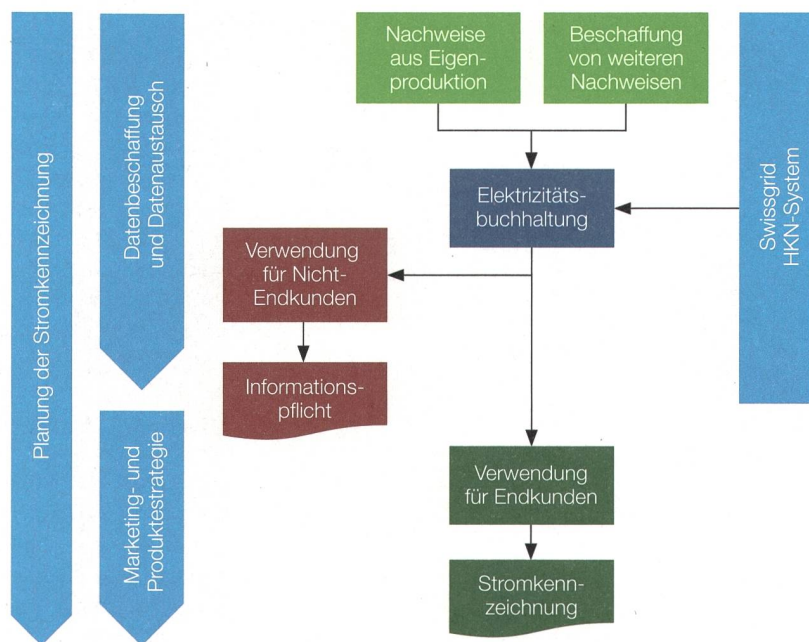 Planung der Stromkennzeichnung
Datenbeschaffung
und Datenaustausch
Marketing- und
Produktestrategie
Nachweise
aus Eigen-
produktion
Beschaffung
von weiteren
Nachweisen
Elektrizitäts-
buchhaltung
Swissgrid
HKN-System
Verwendung
für Nicht-
Endkunden
Informations-
pflicht
Verwendung
für Endkunden
Stromkenn-
zeichnung